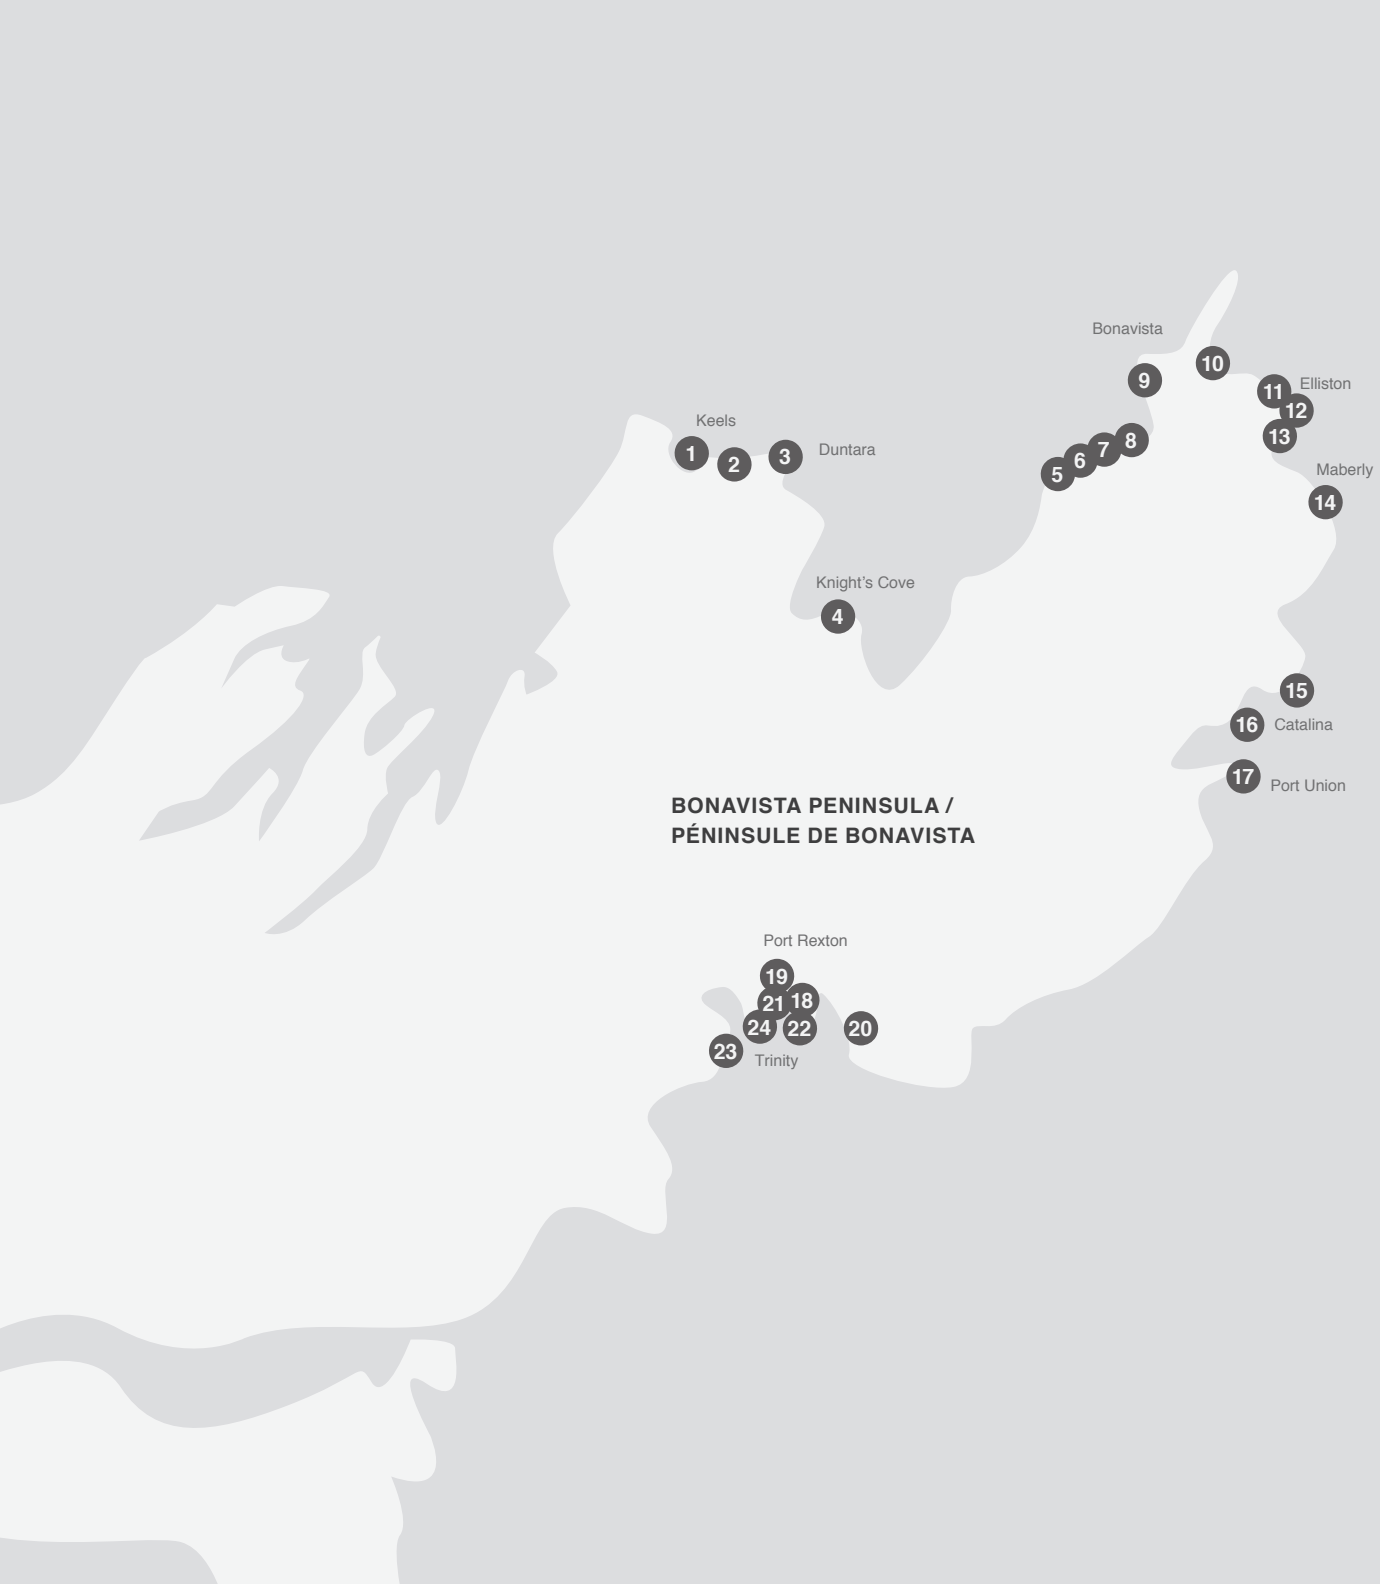 Bonavista
10
9
Elliston
11
12
Keels
13
8
Duntara
7
1
3
6
2
Maberly
5
14
Knight's Cove
4
15
16
Catalina
17
Port Union
BONAVISTA PENINSULA /
PÉNINSULE DE BONAVISTA
Port Rexton
19
21
18
24
22
20
23
Trinity